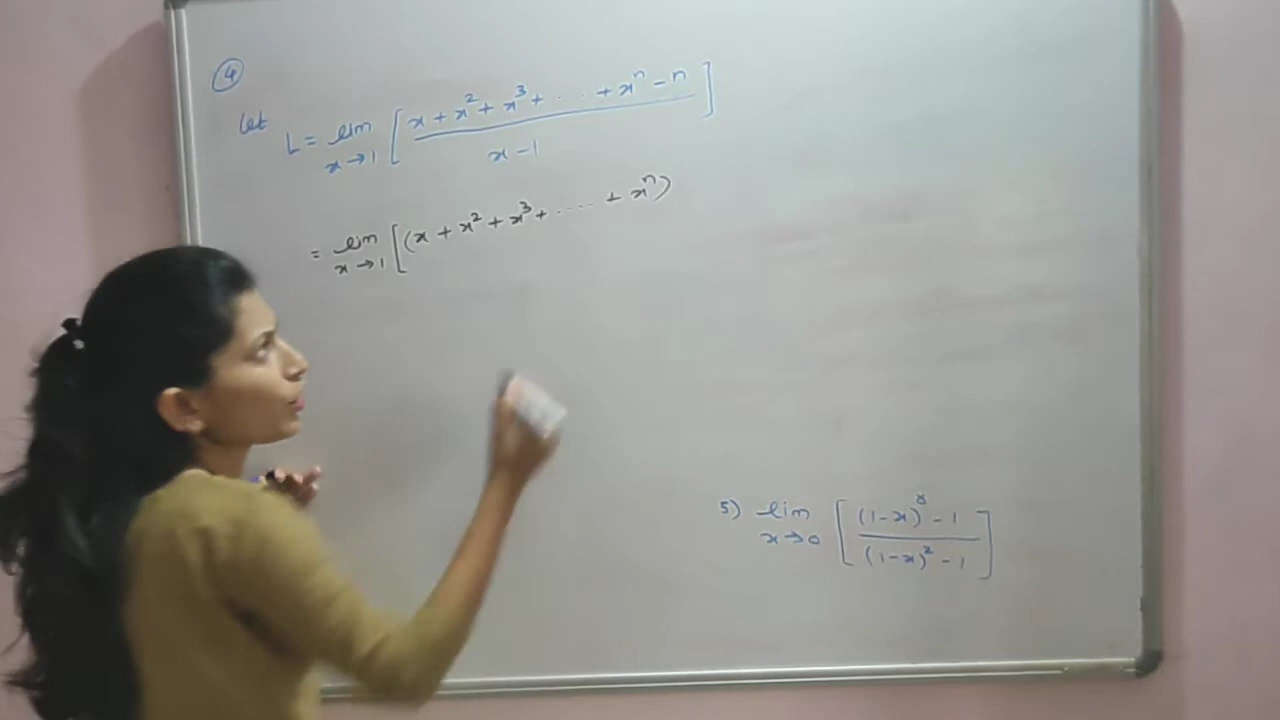 4
Let L = lim x→1 [ (x + x² + x³ + . . . + xⁿ – n) / (x – 1) ]
= lim x→1 [ (x + x² + x³ + ..... + xⁿ)
5) lim x→0 [ ((1–x)⁸ – 1) / ((1–x)² – 1) ]